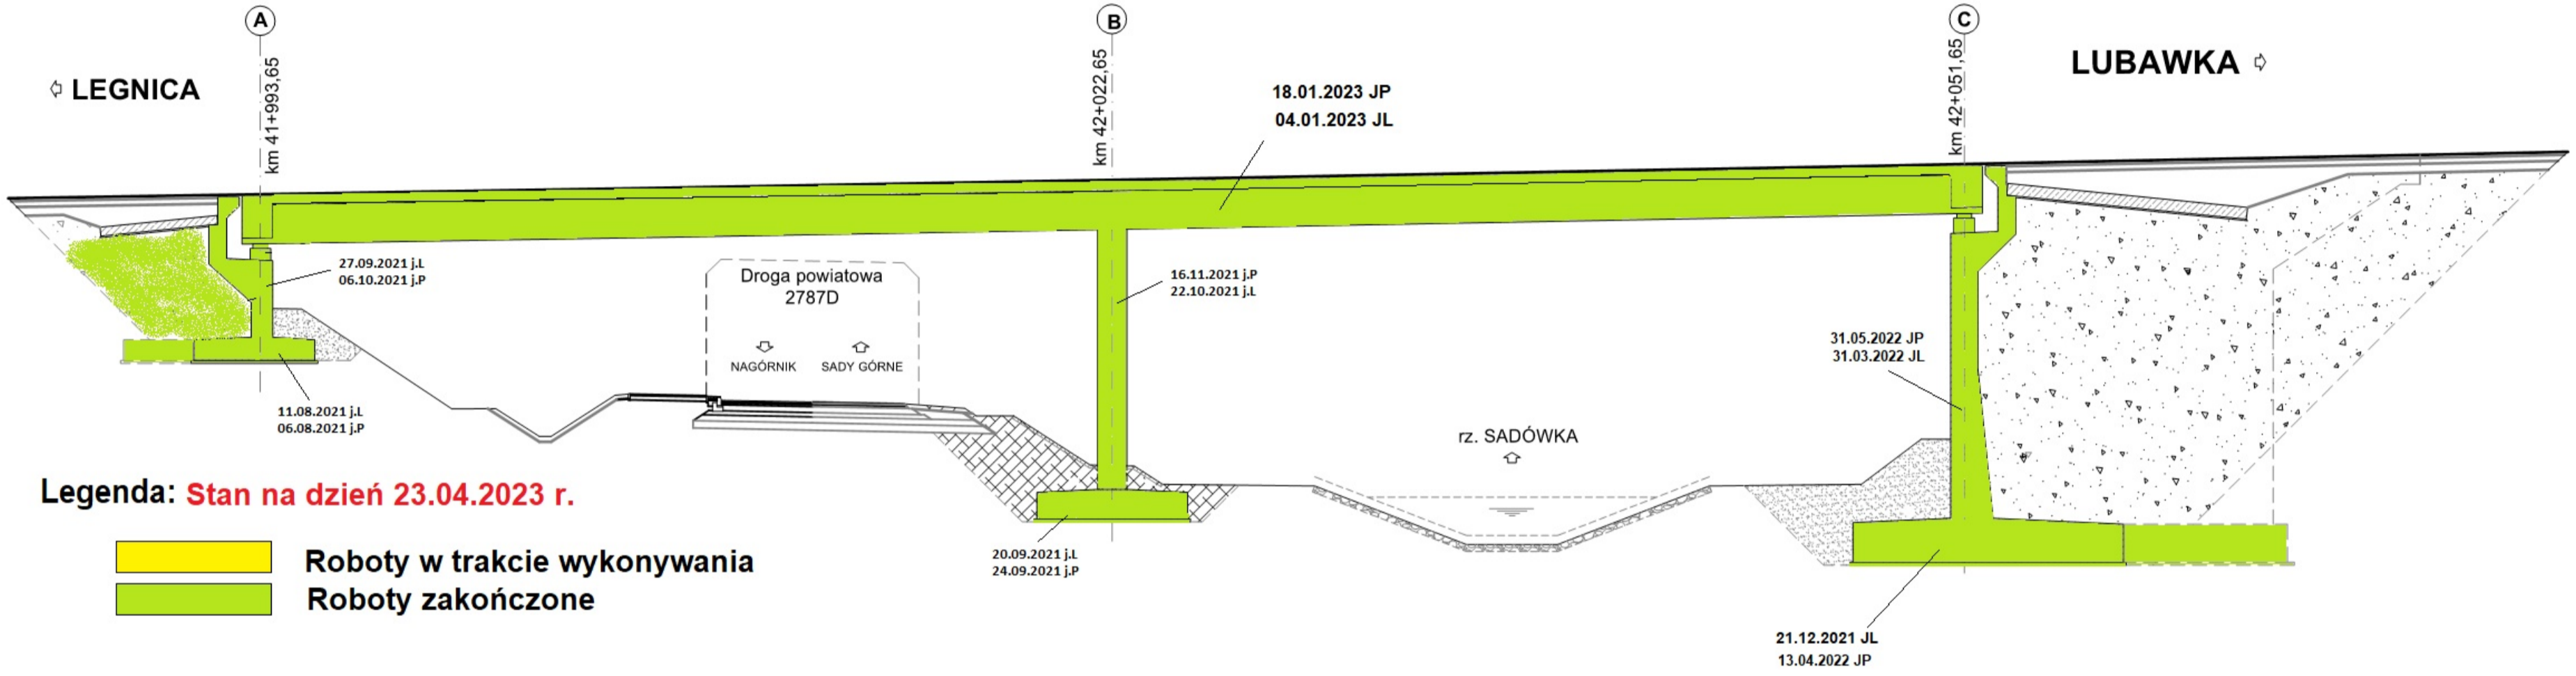 A
B
C
⇦ LEGNICA
km 41+993,65
km 42+022,65
km 42+051,65
LUBAWKA ⇨
18.01.2023 JP
04.01.2023 JL
27.09.2021 j.L
06.10.2021 j.P
Droga powiatowa
2787D
NAGÓRNIK
SADY GÓRNE
16.11.2021 j.P
22.10.2021 j.L
31.05.2022 JP
31.03.2022 JL
11.08.2021 j.L
06.08.2021 j.P
rz. SADÓWKA
20.09.2021 j.L
24.09.2021 j.P
21.12.2021 JL
13.04.2022 JP
Legenda: Stan na dzień 23.04.2023 r.
Roboty w trakcie wykonywania
Roboty zakończone